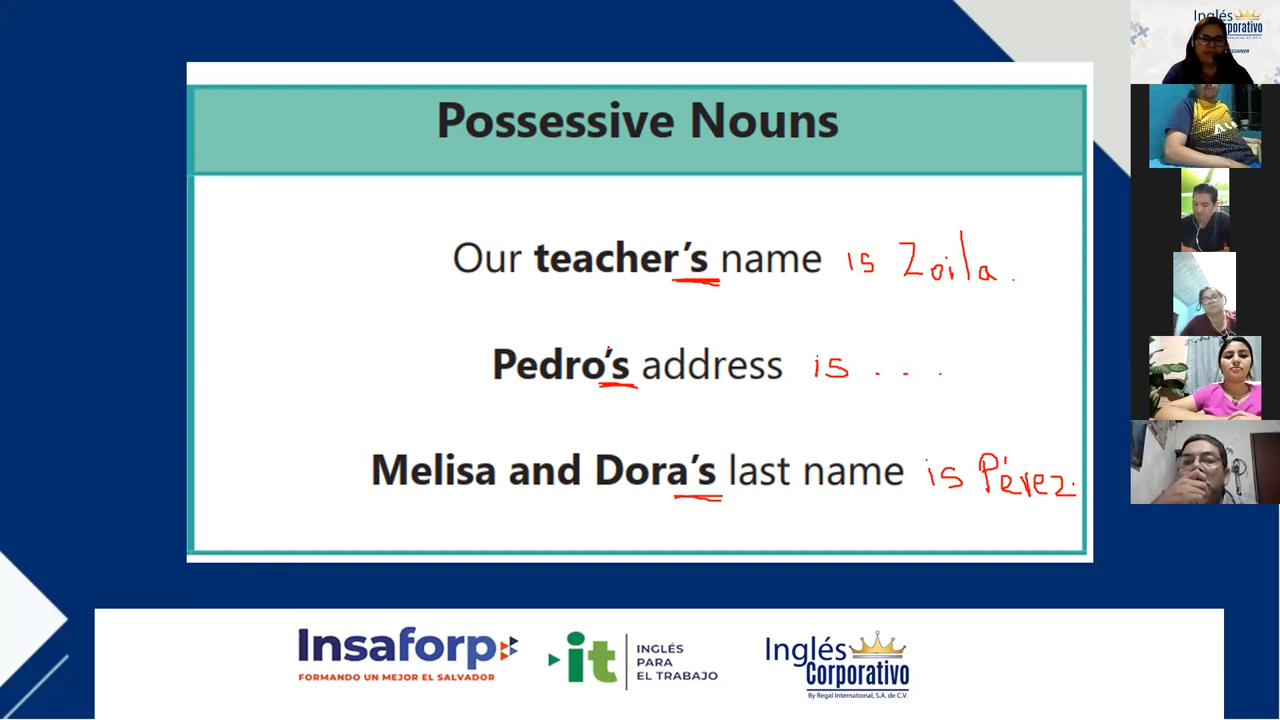 Possessive Nouns
Our teacher's name is Zoila.
Pedro's address is . . .
Melisa and Dora's last name is Pérez.
Insaforp
FORMANDO UN MEJOR EL SALVADOR
it
INGLÉS
PARA
EL TRABAJO
Inglés
Corporativo
By Regal International, S.A. de C.V.
Inglés